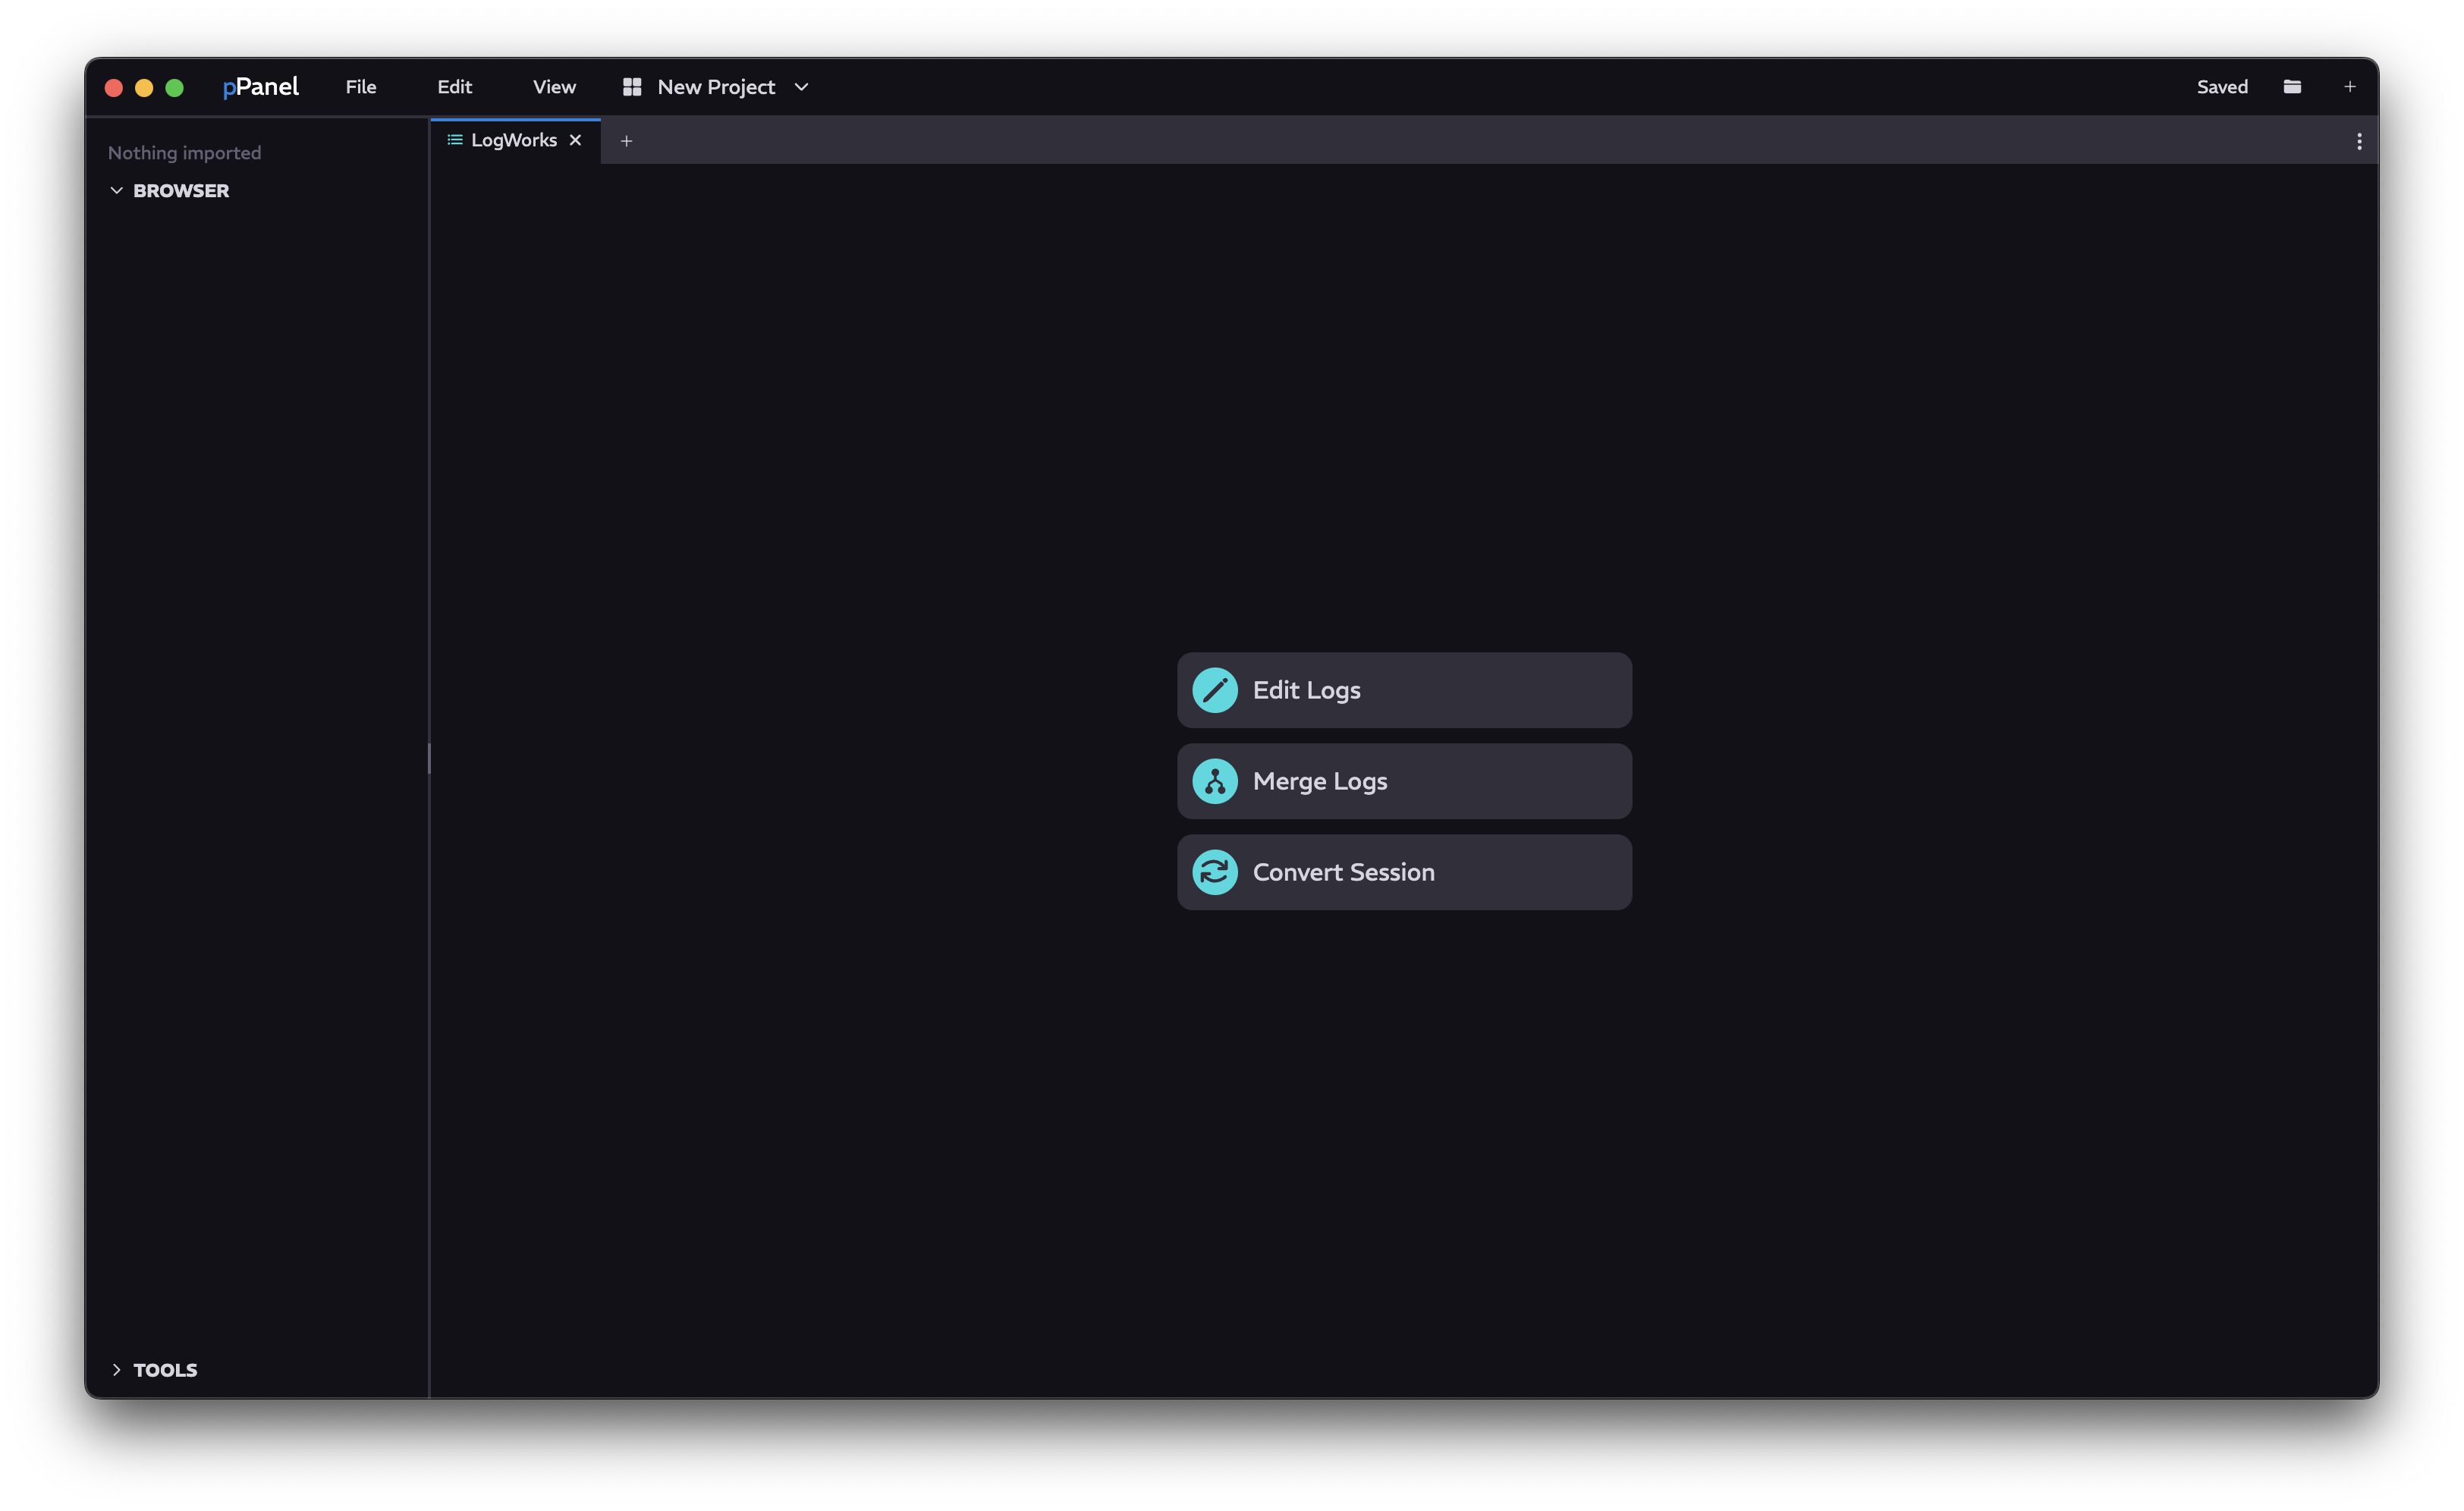 pPanel File Edit View New Project Saved
Nothing imported
BROWSER
LogWorks
Edit Logs
Merge Logs
Convert Session
TOOLS